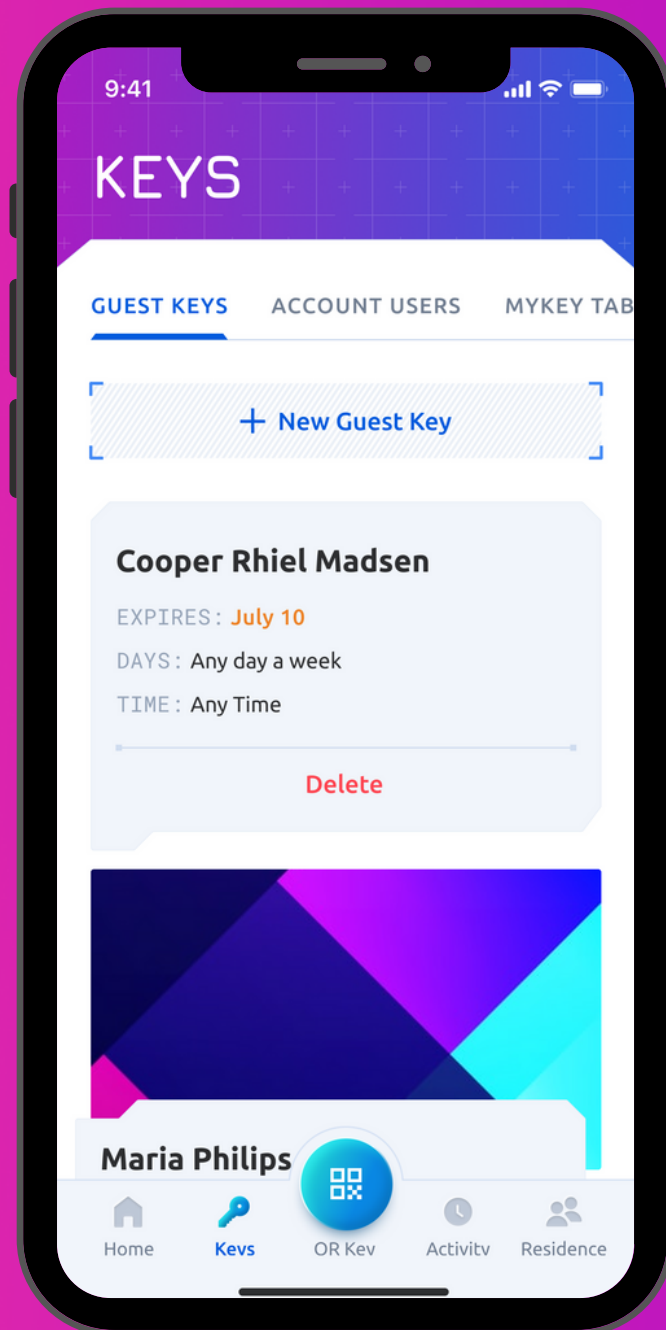 9:41
KEYS
GUEST KEYS ACCOUNT USERS MYKEY TAB
+ New Guest Key
Cooper Rhiel Madsen
EXPIRES: July 10
DAYS: Any day a week
TIME: Any Time
Delete
Maria Philips
Home Keys QR Key Activity Residence